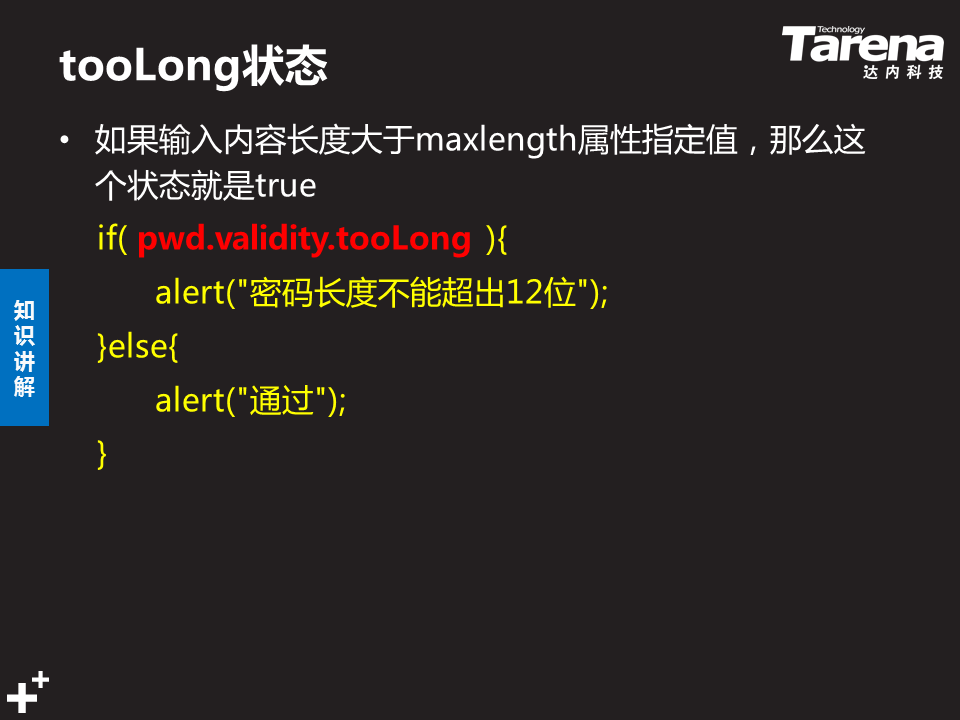 tooLong状态
Technology
Tarena
达内科技
• 如果输入内容长度大于maxlength属性指定值，那么这
个状态就是true
if( pwd.validity.tooLong ){
alert("密码长度不能超出12位");
}else{
alert("通过");
}
知
识
讲
解